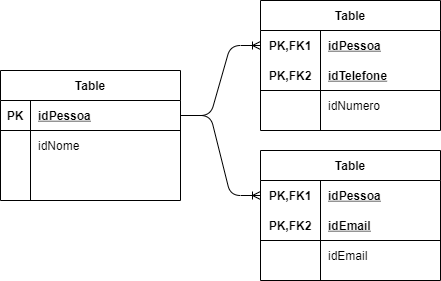 Table
PK idPessoa
idNome
Table
PK,FK1 idPessoa
PK,FK2 idTelefone
idNumero
Table
PK,FK1 idPessoa
PK,FK2 idEmail
idEmail